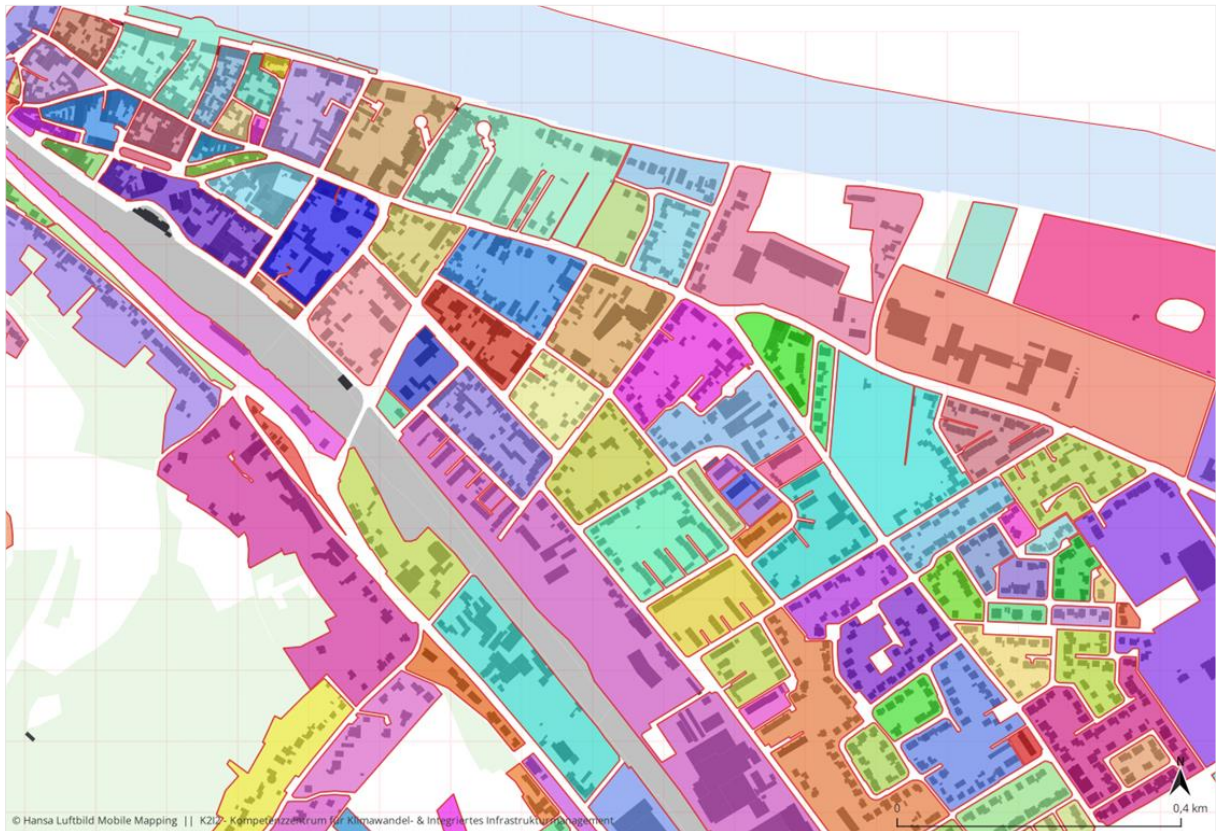 N
0
0,4 km
© Hansa Luftbild Mobile Mapping || K2I2 - Kompetenzzentrum für Klimawandel- & Integriertes Infrastrukturmanagement